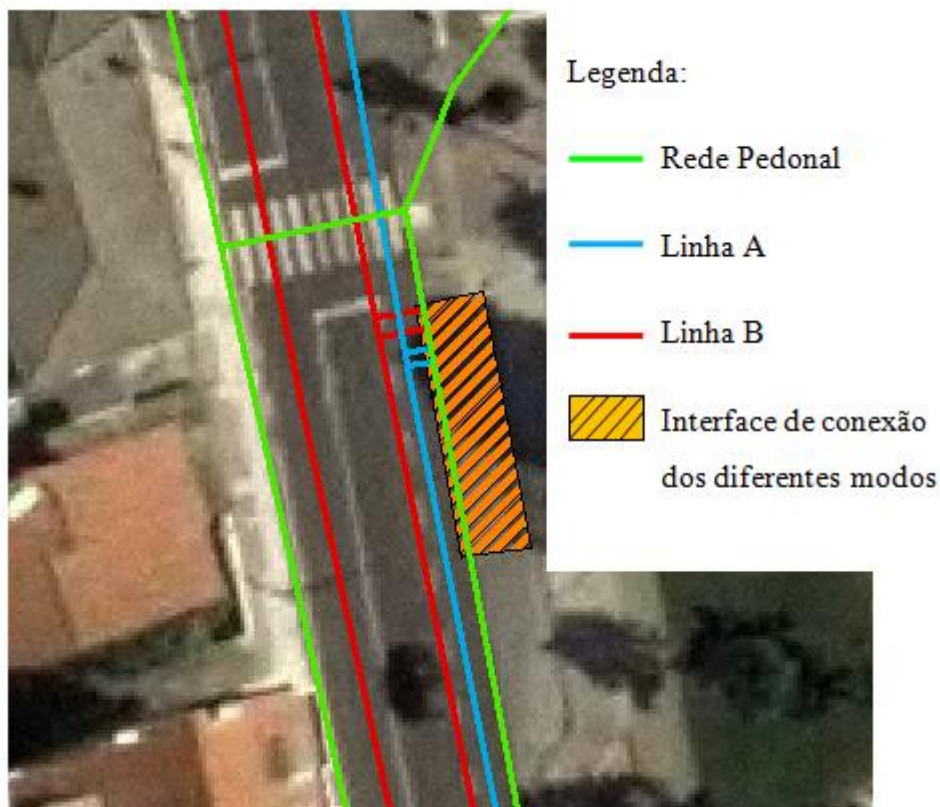 Legenda:
Rede Pedonal
Linha A
Linha B
Interface de conexão
dos diferentes modos